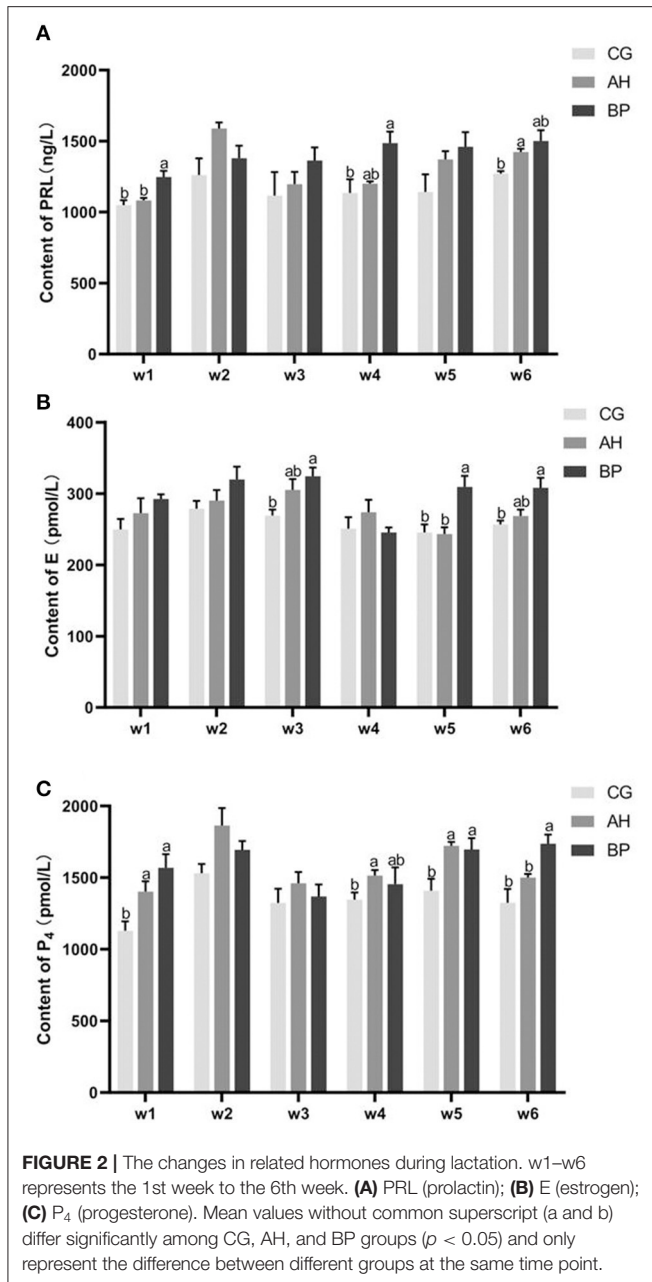 A
2000
1500
1000
500
0
Content of PRL(ng/L)
CG
AH
BP
b b a
b ab a
b a ab
w1 w2 w3 w4 w5 w6
B
400
300
200
100
0
Content of E (pmol/L)
CG
AH
BP
b ab a
b b a
b ab a
w1 w2 w3 w4 w5 w6
C
2000
1500
1000
500
0
Content of P4 (pmol/L)
CG
AH
BP
b a a
b a ab
b a a
b b a
w1 w2 w3 w4 w5 w6
FIGURE 2 | The changes in related hormones during lactation. w1–w6
represents the 1st week to the 6th week. (A) PRL (prolactin); (B) E (estrogen);
(C) P4 (progesterone). Mean values without common superscript (a and b)
differ significantly among CG, AH, and BP groups (p < 0.05) and only
represent the difference between different groups at the same time point.